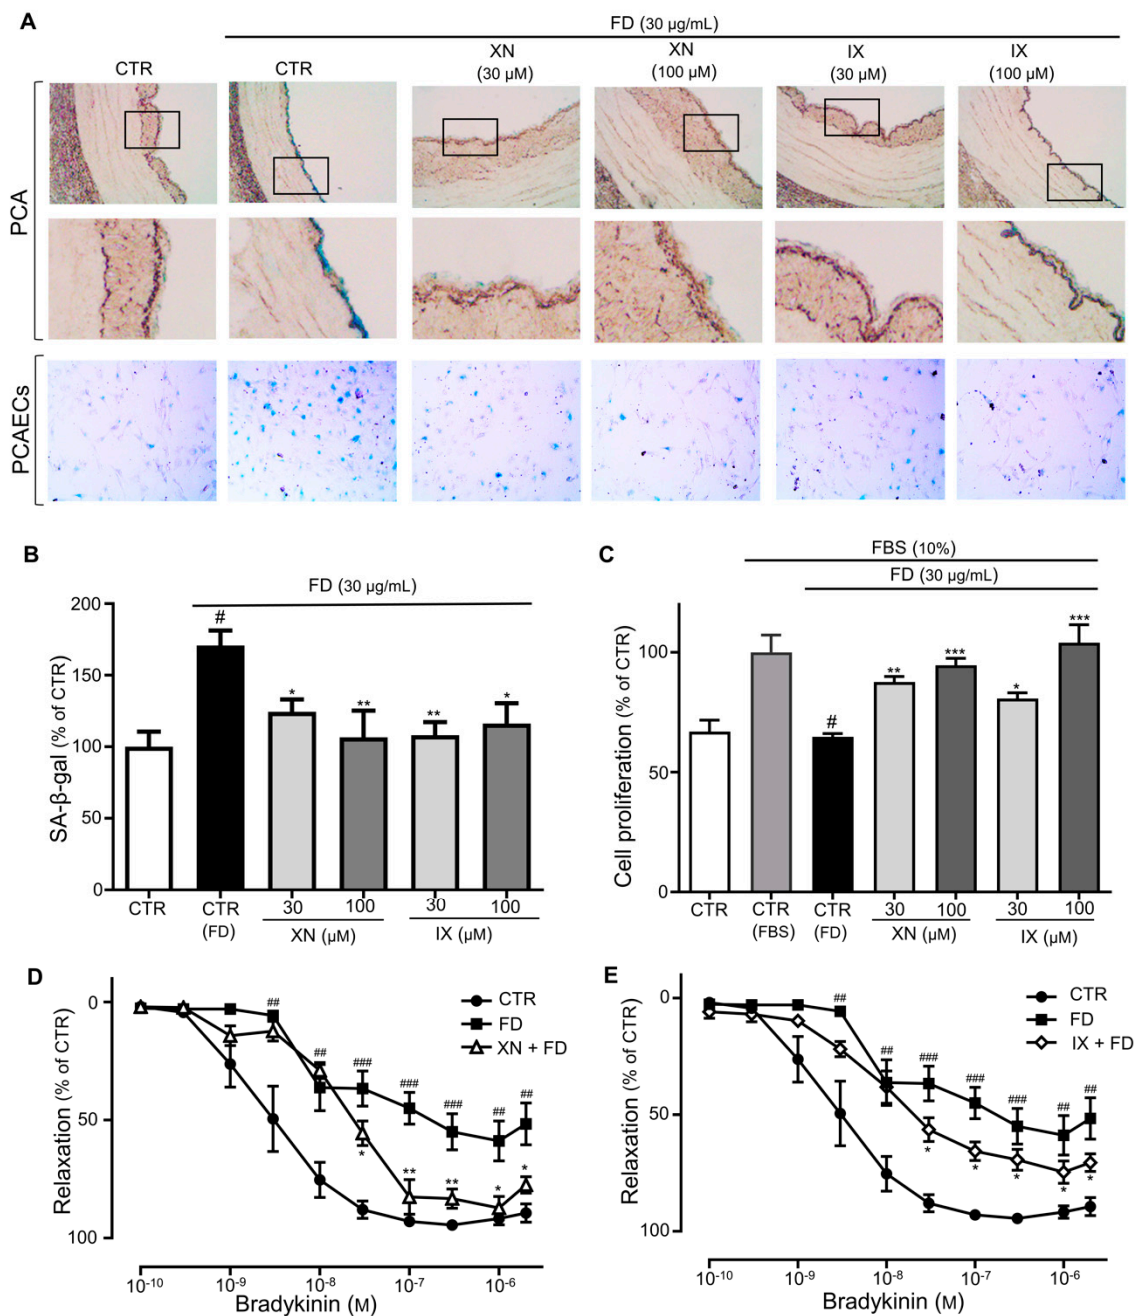 A
FD (30 µg/mL)
CTR CTR XN (30 µM) XN (100 µM) IX (30 µM) IX (100 µM)
PCA
PCAECs
B
FD (30 µg/mL)
SA-β-gal (% of CTR)
200
150
100
50
0
#
*
**
**
*
CTR CTR (FD) 30 100 30 100
XN (µM) IX (µM)
C
FBS (10%)
FD (30 µg/mL)
Cell proliferation (% of CTR)
100
50
0
#
**
***
*
***
CTR CTR (FBS) CTR (FD) 30 100 30 100
XN (µM) IX (µM)
D
Relaxation (% of CTR)
0
50
100
CTR
FD
XN + FD
## ## ### ### ### ## ##
* ** ** * *
10-10 10-9 10-8 10-7 10-6
Bradykinin (M)
E
Relaxation (% of CTR)
0
50
100
CTR
FD
IX + FD
## ## ### ### ### ## ##
* * * * *
10-10 10-9 10-8 10-7 10-6
Bradykinin (M)